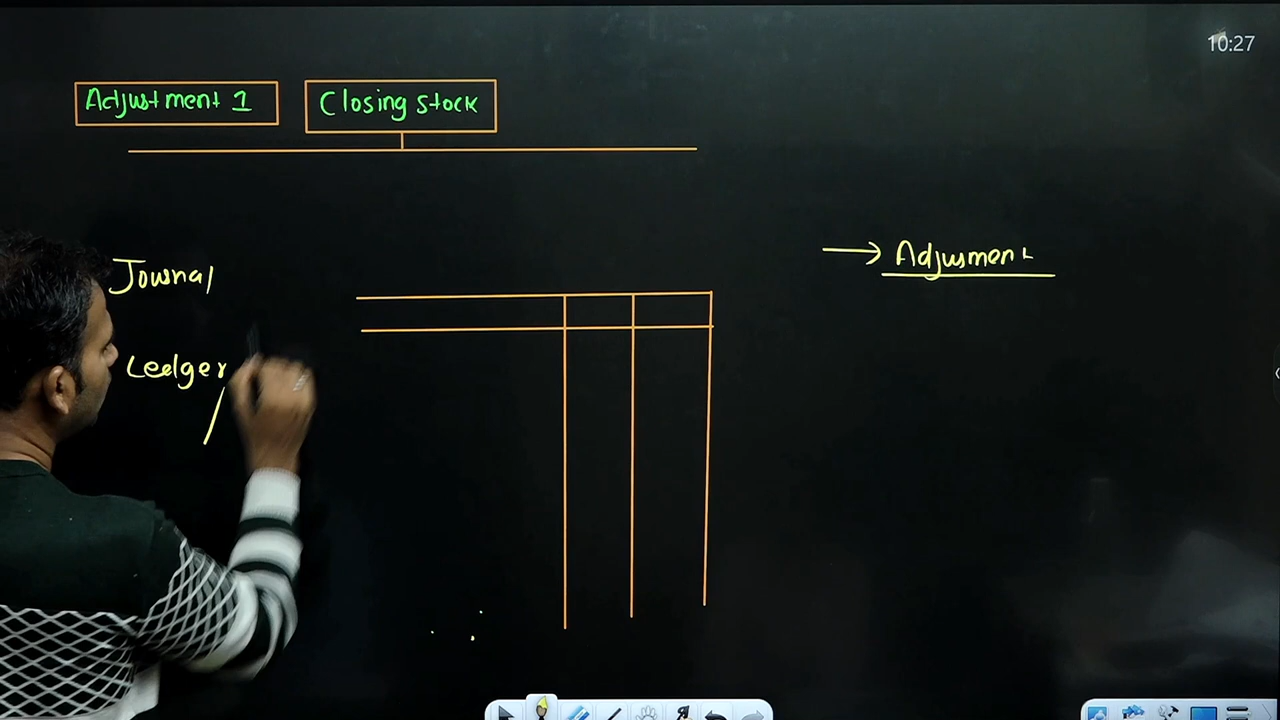 10:27
Adjustment 1
Closing stock
Journal
Ledger
→ Adjusment